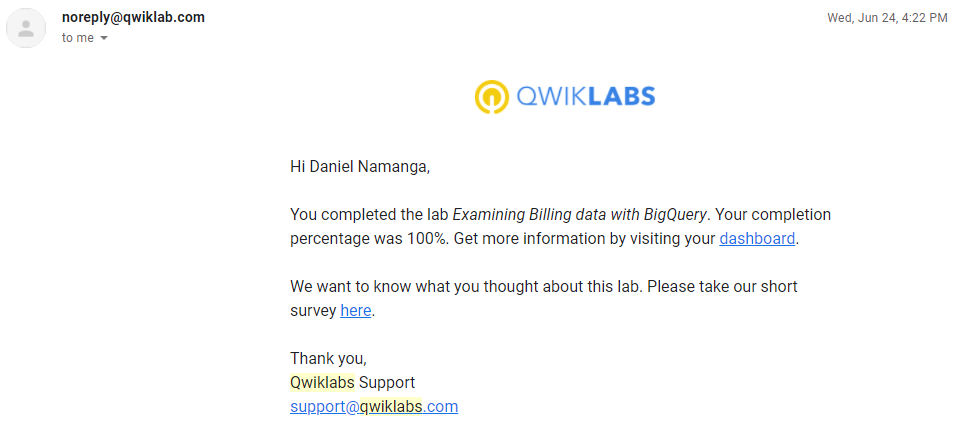 noreply@qwiklab.com
Wed, Jun 24, 4:22 PM
to me
QWIKLABS
Hi Daniel Namanga,
You completed the lab Examining Billing data with BigQuery. Your completion
percentage was 100%. Get more information by visiting your dashboard.
We want to know what you thought about this lab. Please take our short
survey here.
Thank you,
Qwiklabs Support
support@qwiklabs.com